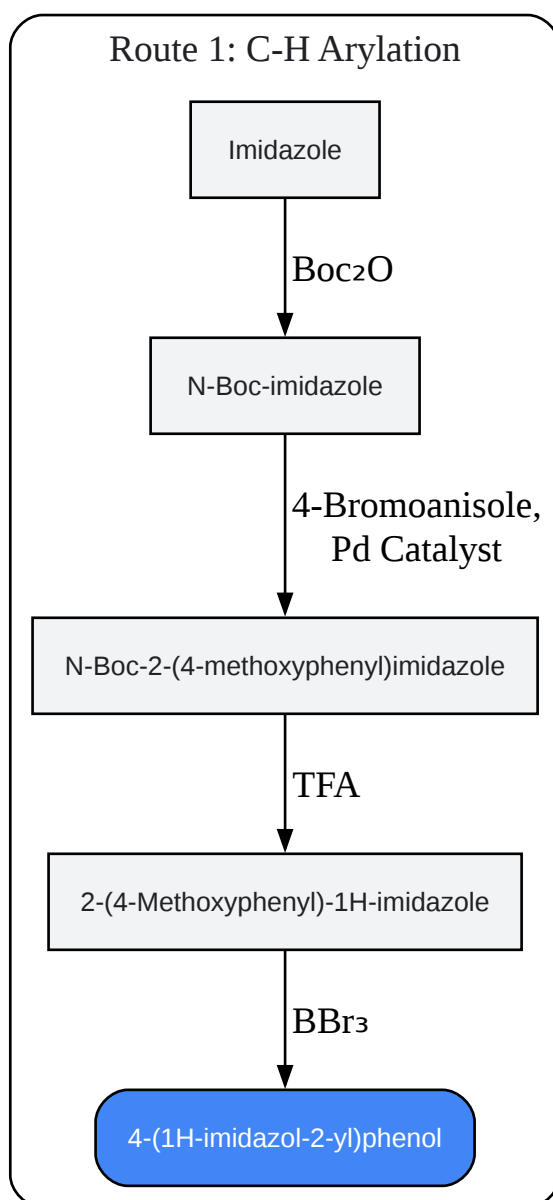 Route 1: C-H Arylation
Imidazole
Boc₂O
N-Boc-imidazole
4-Bromoanisole,
Pd Catalyst
N-Boc-2-(4-methoxyphenyl)imidazole
TFA
2-(4-Methoxyphenyl)-1H-imidazole
BBr₃
4-(1H-imidazol-2-yl)phenol